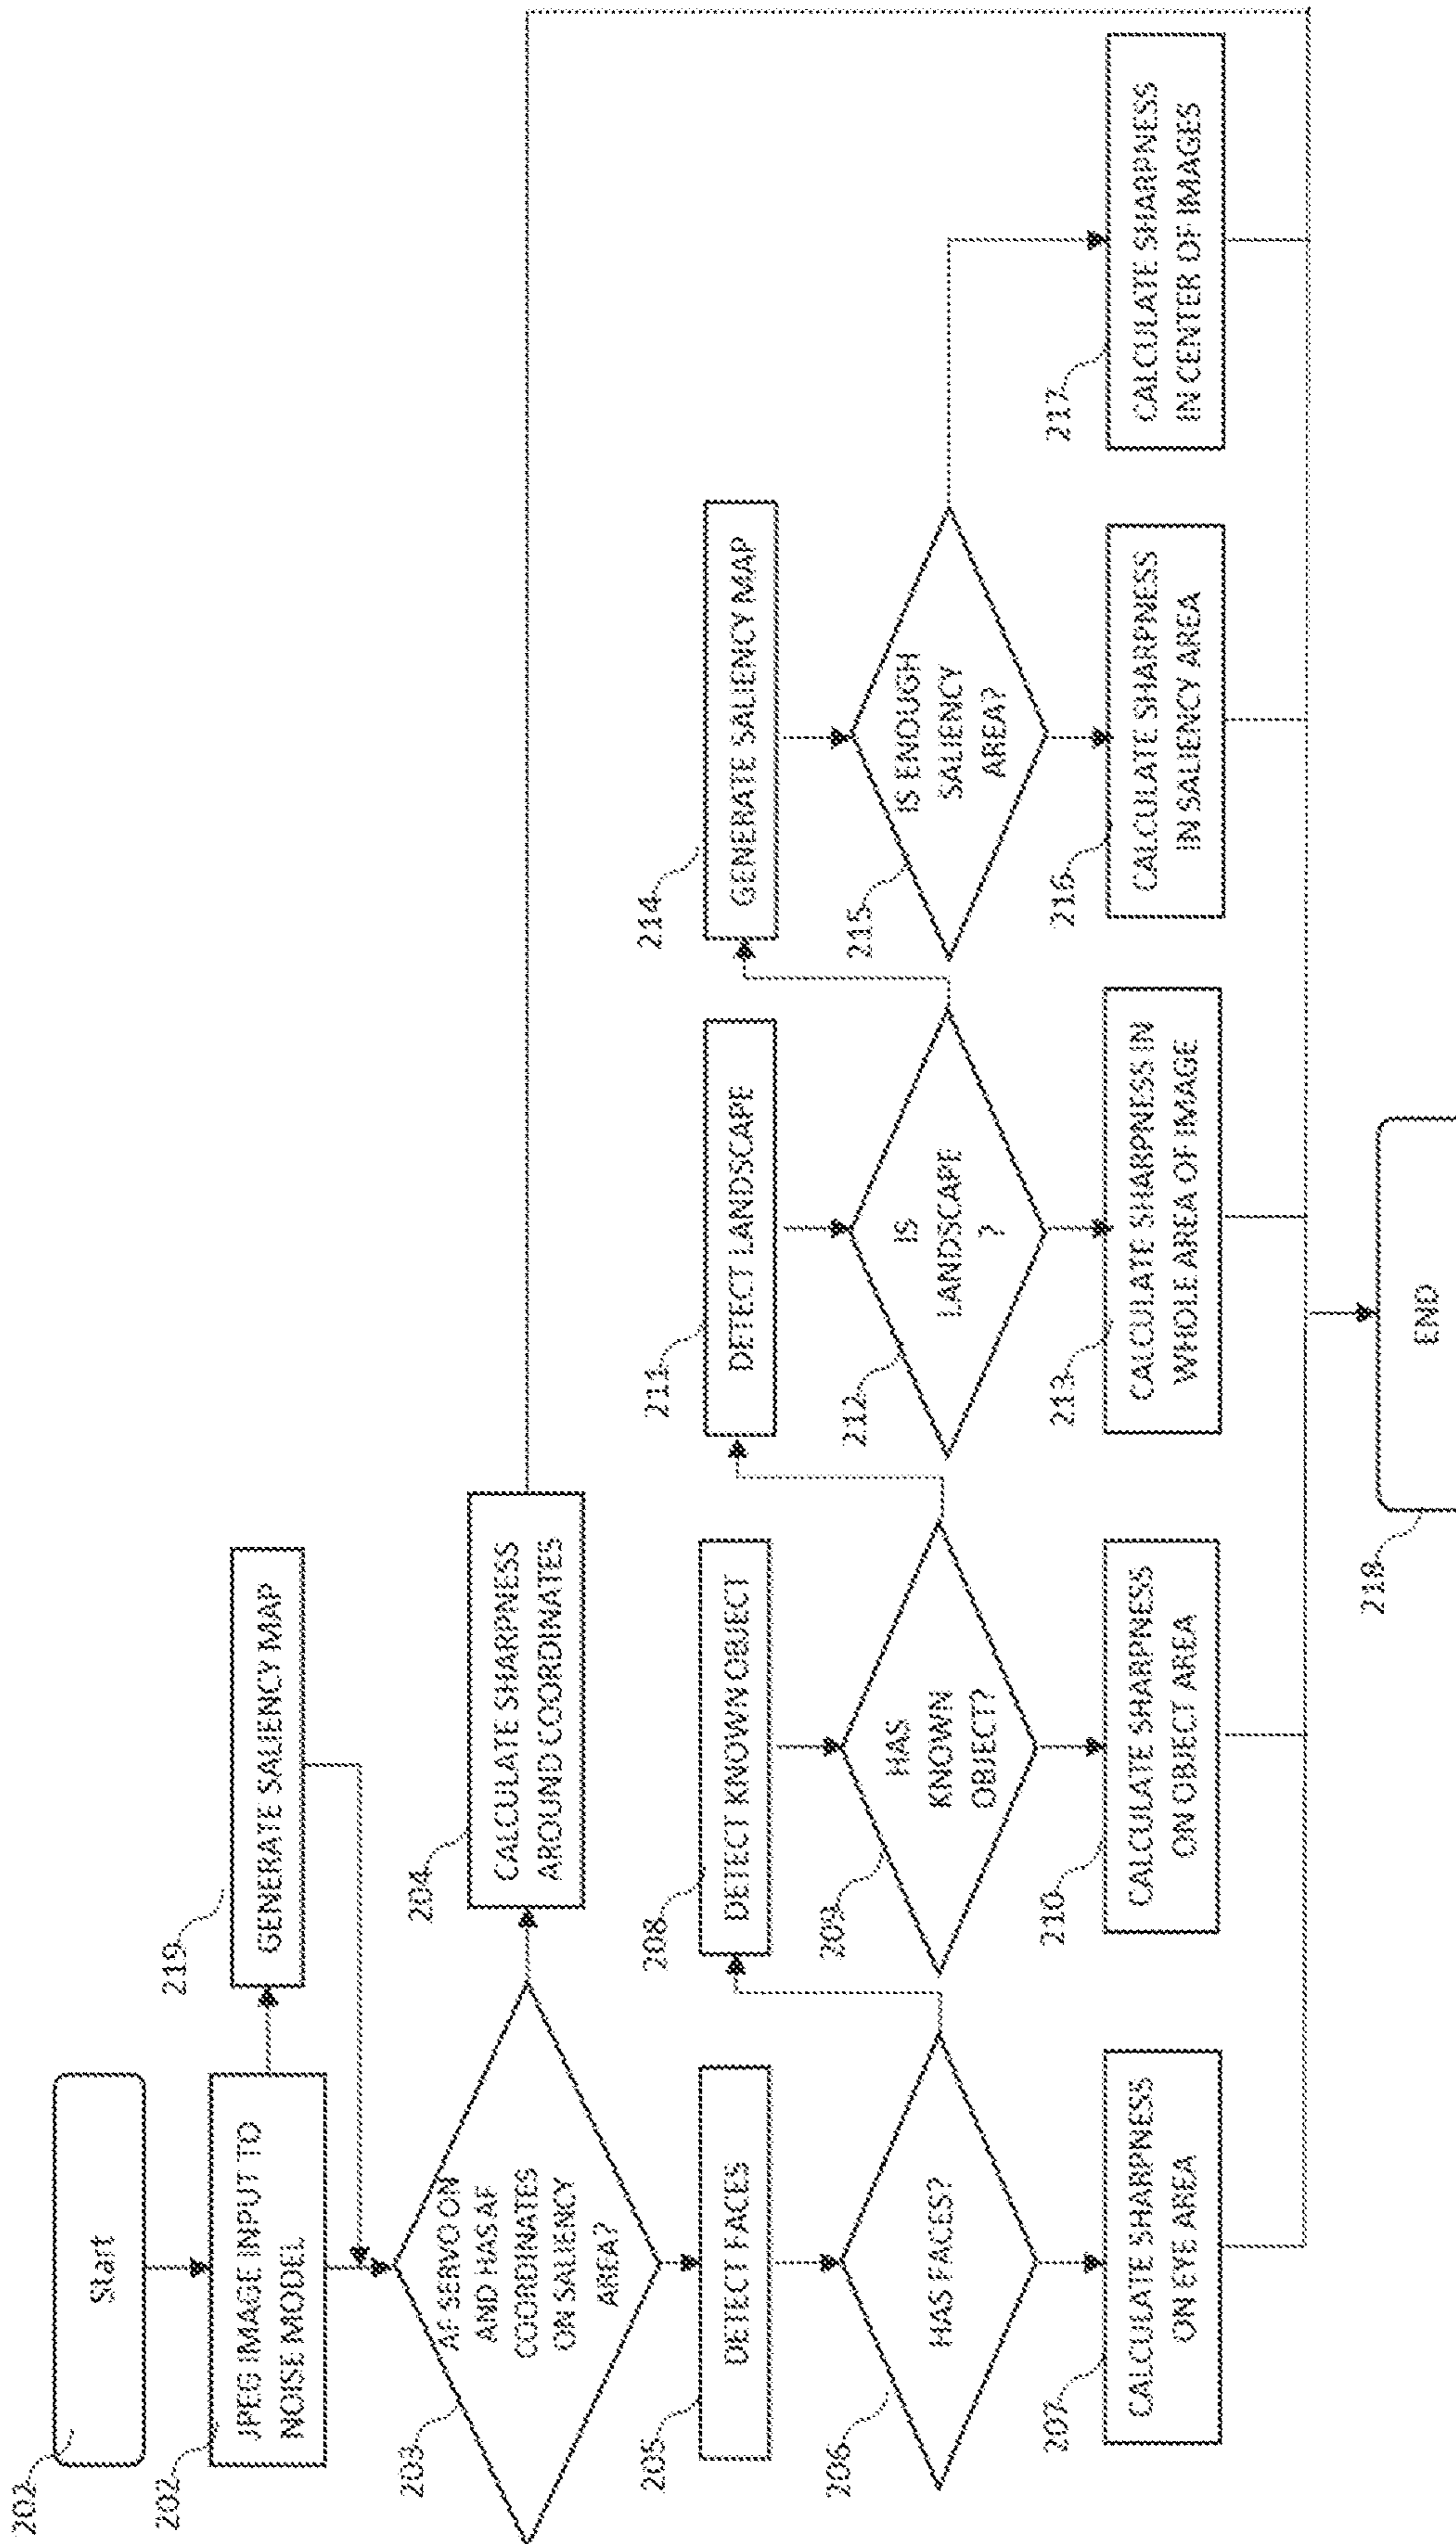 202
Start
202
JPEG IMAGE INPUT TO
NOISE MODEL
219
GENERATE SALIENCY MAP
203
AF SERVO ON
AND HAS AF
COORDINATES
ON SALIENCY
AREA?
204
CALCULATE SHARPNESS
AROUND COORDINATES
205
DETECT FACES
206
HAS FACES?
207
CALCULATE SHARPNESS
ON EYE AREA
208
DETECT KNOWN OBJECT
209
HAS
KNOWN
OBJECT?
210
CALCULATE SHARPNESS
ON OBJECT AREA
211
DETECT LANDSCAPE
212
IS
LANDSCAPE
?
213
CALCULATE SHARPNESS IN
WHOLE AREA OF IMAGE
214
GENERATE SALIENCY MAP
215
IS ENOUGH
SALIENCY
AREA?
216
CALCULATE SHARPNESS
IN SALIENCY AREA
217
CALCULATE SHARPNESS
IN CENTER OF IMAGES
218
END